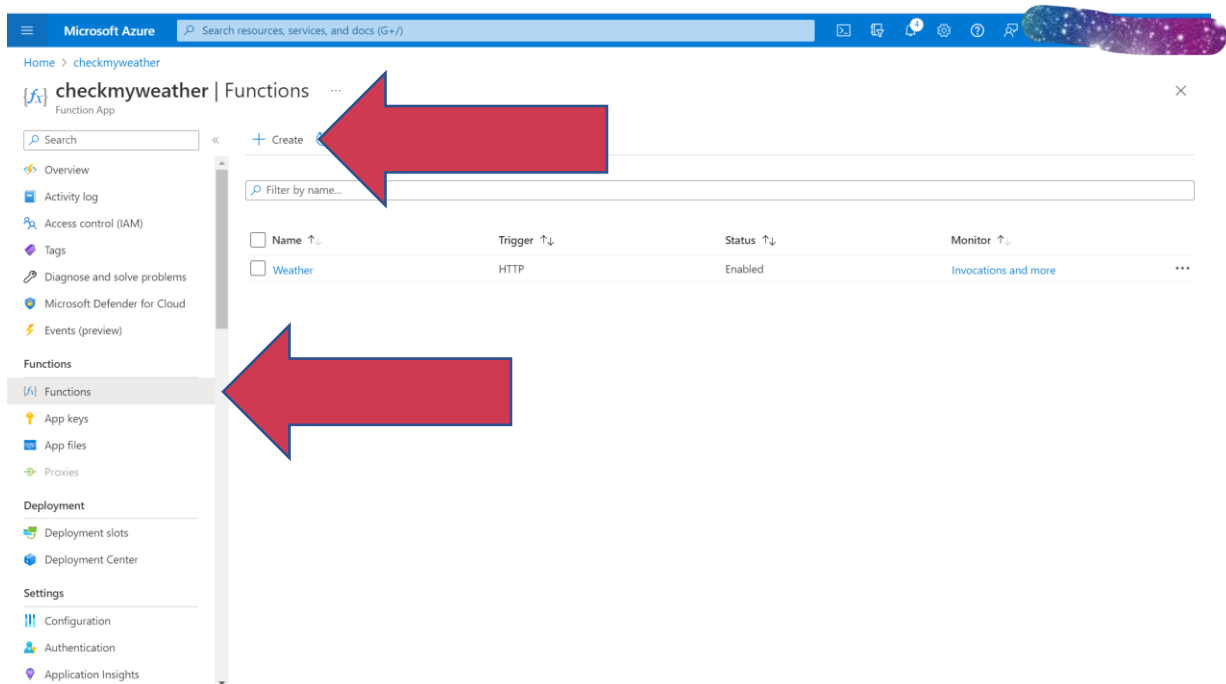 Microsoft Azure
Search resources, services, and docs (G+/)
4
Home > checkmyweather
{fx} checkmyweather | Functions ...
Function App
Search
«
+ Create
Overview
Activity log
Filter by name...
Access control (IAM)
Name ↑↓ Trigger ↑↓ Status ↑↓ Monitor ↑↓
Tags
Weather HTTP Enabled Invocations and more ...
Diagnose and solve problems
Microsoft Defender for Cloud
Events (preview)
Functions
{fx} Functions
App keys
App files
Proxies
Deployment
Deployment slots
Deployment Center
Settings
Configuration
Authentication
Application Insights